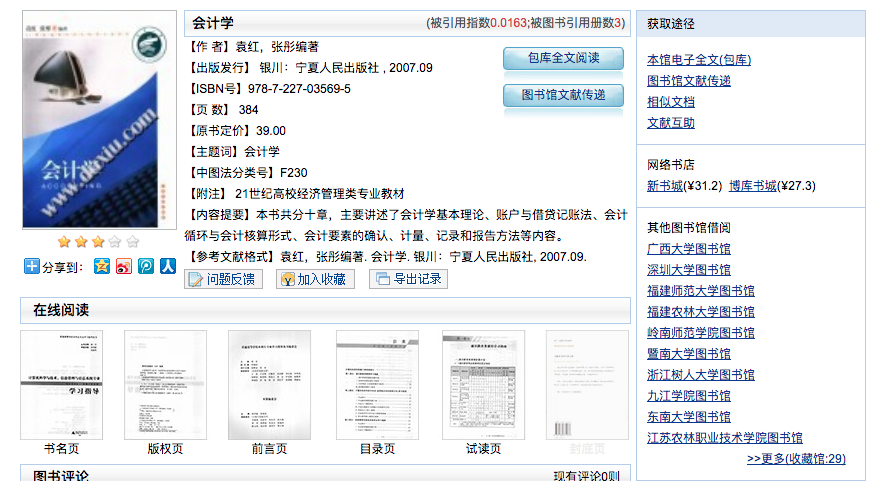 会计学
(被引用指数0.0163;被图书引用册数3)
【作 者】袁红，张彤编著
【出版发行】 银川：宁夏人民出版社 , 2007.09
【ISBN号】978-7-227-03569-5
【页 数】 384
【原书定价】39.00
【主题词】会计学
【中图法分类号】F230
【附注】 21世纪高校经济管理类专业教材
【内容提要】本书共分十章，主要讲述了会计学基本理论、账户与借贷记账法、会计
循环与会计核算形式、会计要素的确认、计量、记录和报告方法等内容。
【参考文献格式】袁红，张彤编著. 会计学. 银川：宁夏人民出版社, 2007.09.
包库全文阅读
图书馆文献传递
会计学
ACCOUNTING
www.duxiu.com
分享到：
问题反馈
加入收藏
导出记录
在线阅读
学习指导
书名页
版权页
前言页
目录页
试读页
封底页
图书评论
现有评论0则
获取途径
本馆电子全文(包库)
图书馆文献传递
相似文档
文献互助
网络书店
新书城(¥31.2) 博库书城(¥27.3)
其他图书馆借阅
广西大学图书馆
深圳大学图书馆
福建师范大学图书馆
福建农林大学图书馆
岭南师范学院图书馆
暨南大学图书馆
浙江树人大学图书馆
九江学院图书馆
东南大学图书馆
江苏农林职业技术学院图书馆
>>更多(收藏馆:29)